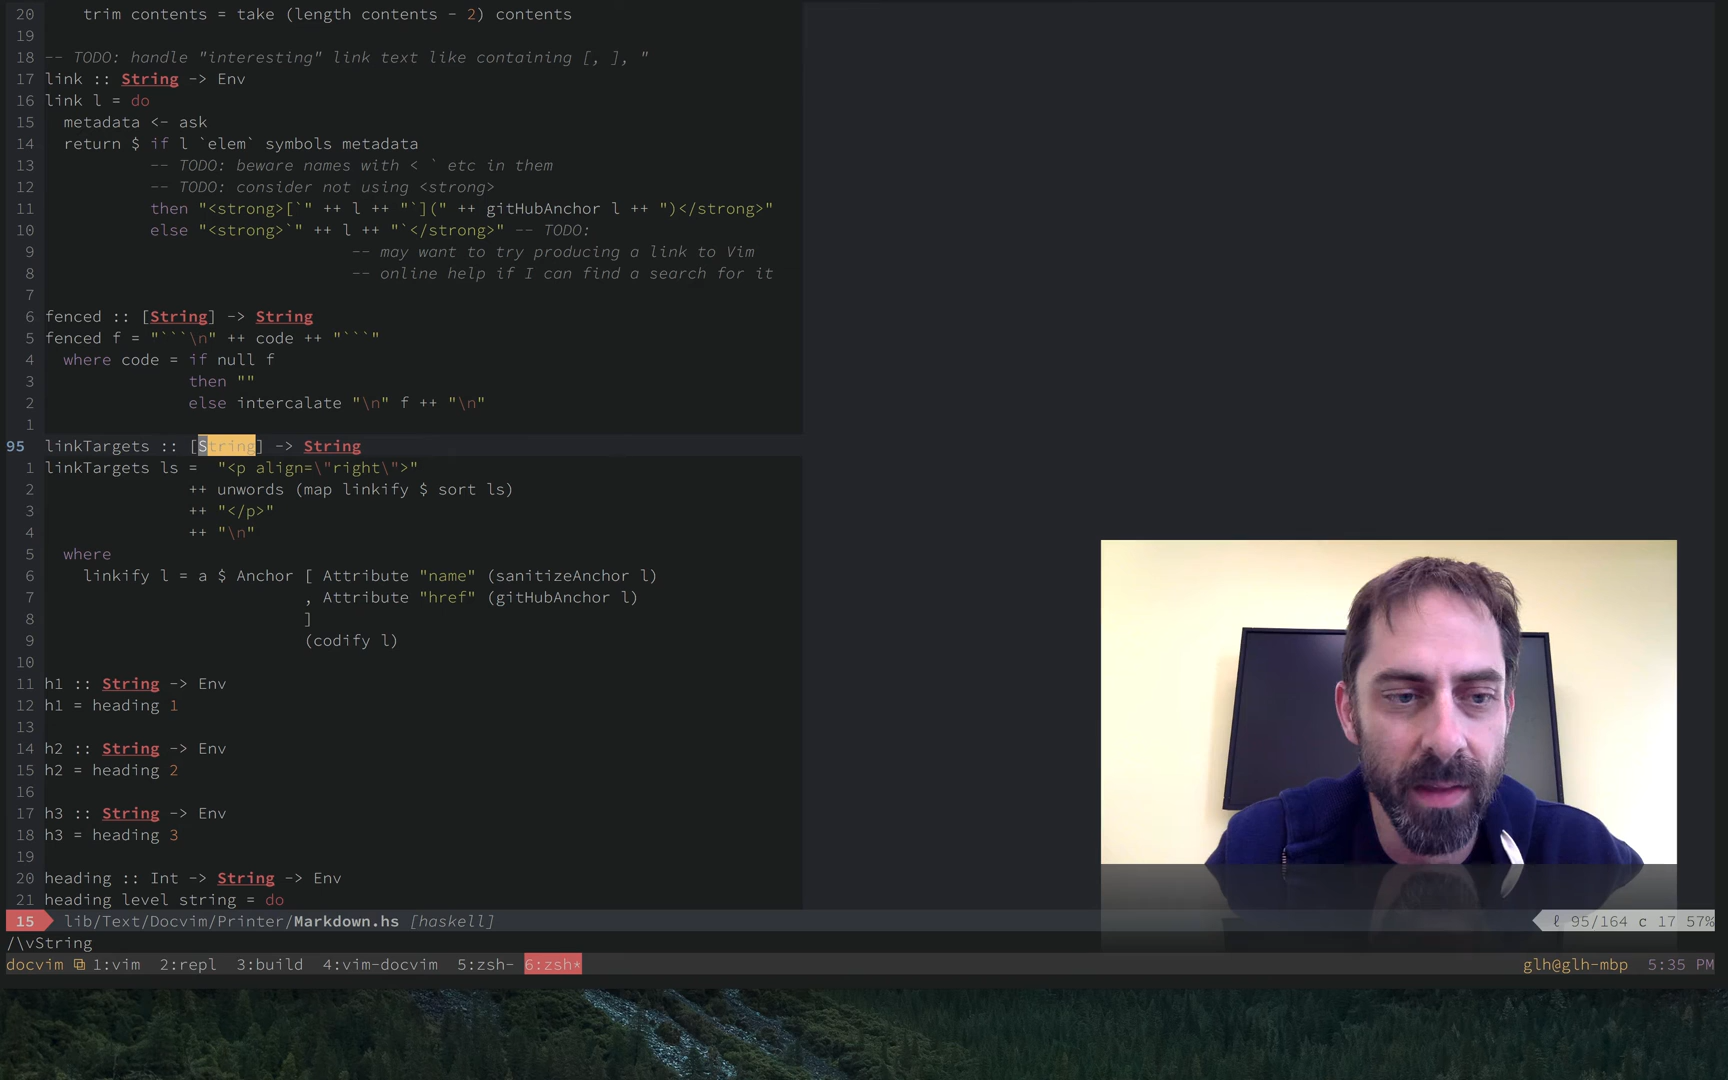 20     trim contents = take (length contents - 2) contents
19
18 -- TODO: handle "interesting" link text like containing [, ], "
17 link :: String -> Env
16 link l = do
15   metadata <- ask
14   return $ if l `elem` symbols metadata
13            -- TODO: beware names with < ` etc in them
12            -- TODO: consider not using <strong>
11            then "<strong>[`" ++ l ++ "`](" ++ gitHubAnchor l ++ ")</strong>"
10            else "<strong>`" ++ l ++ "`</strong>" -- TODO:
9                                 -- may want to try producing a link to Vim
8                                 -- online help if I can find a search for it
7
6 fenced :: [String] -> String
5 fenced f = "```\n" ++ code ++ "```"
4   where code = if null f
3                then ""
2                else intercalate "\n" f ++ "\n"
1
95 linkTargets :: [String] -> String
1 linkTargets ls =  "<p align=\"right\">"
2                ++ unwords (map linkify $ sort ls)
3                ++ "</p>"
4                ++ "\n"
5   where
6     linkify l = a $ Anchor [ Attribute "name" (sanitizeAnchor l)
7                            , Attribute "href" (gitHubAnchor l)
8                            ]
9                            (codify l)
10
11 h1 :: String -> Env
12 h1 = heading 1
13
14 h2 :: String -> Env
15 h2 = heading 2
16
17 h3 :: String -> Env
18 h3 = heading 3
19
20 heading :: Int -> String -> Env
21 heading level string = do
15 lib/Text/Docvim/Printer/Markdown.hs [haskell] ℓ 95/164 c 17 57%
/\vString
docvim 1:vim 2:repl 3:build 4:vim-docvim 5:zsh- 6:zsh* glh@glh-mbp 5:35 PM